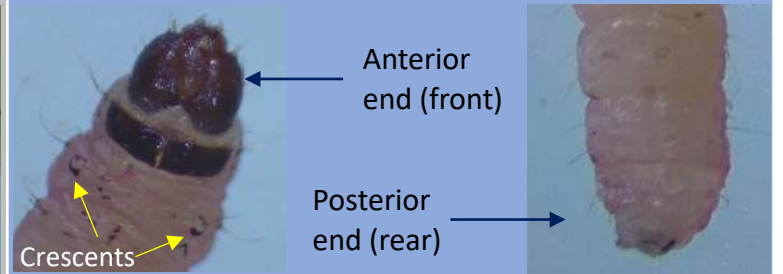 Anterior
end (front)
Posterior
end (rear)
Crescents